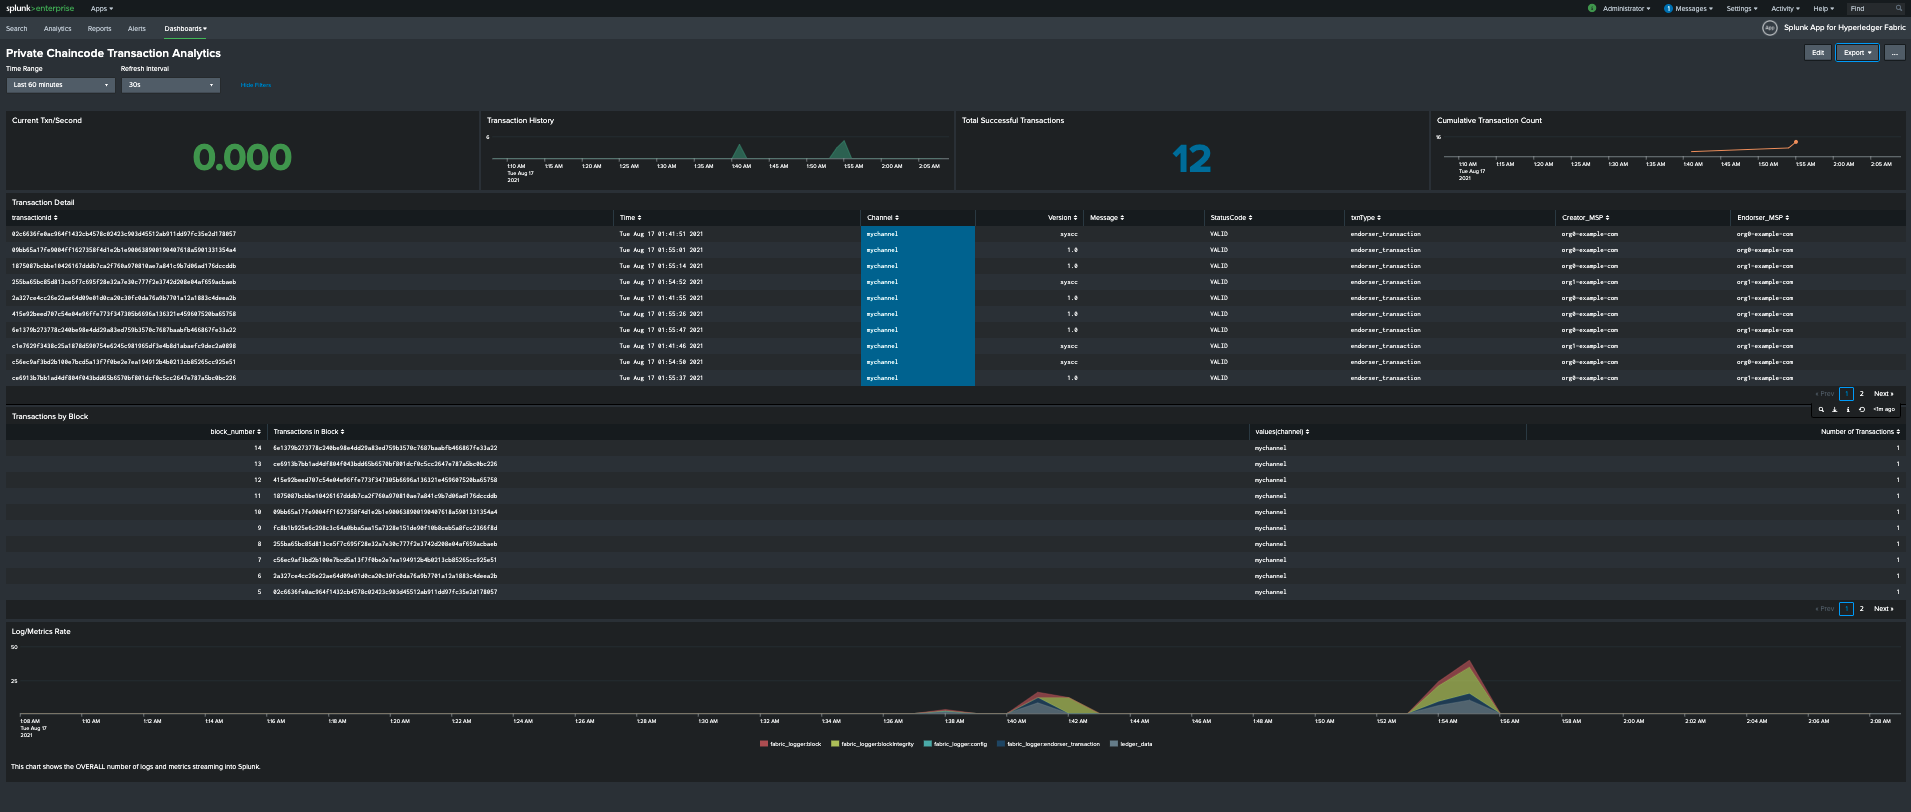 splunk>enterprise Apps ▾ i Administrator ▾ 1 Messages ▾ Settings ▾ Activity ▾ Help ▾ Find
Search Analytics Reports Alerts Dashboards ▾ App Splunk App for Hyperledger Fabric
Private Chaincode Transaction Analytics Edit Export ▾ ...
Time Range Refresh Interval
Last 60 minutes 30s Hide Filters
Current Txn/Second
0.000
Transaction History
6
1:10 AM 1:15 AM 1:20 AM 1:25 AM 1:30 AM 1:35 AM 1:40 AM 1:45 AM 1:50 AM 1:55 AM 2:00 AM 2:05 AM
Tue Aug 17
2021
Total Successful Transactions
12
Cumulative Transaction Count
16
1:10 AM 1:15 AM 1:20 AM 1:25 AM 1:30 AM 1:35 AM 1:40 AM 1:45 AM 1:50 AM 1:55 AM 2:00 AM 2:05 AM
Tue Aug 17
2021
Transaction Detail
transactionId Time Channel Version Message StatusCode txnType Creator_MSP Endorser_MSP
02c6636fe0ac964f1432cb4578c02423c903d45512ab911dd97fc35e2d178057 Tue Aug 17 01:41:51 2021 mychannel syscc VALID endorser_transaction org0-example-com org0-example-com
09bb65a17fe9004ff1627358f4d1e2b1e900638900190407618a5901331354a4 Tue Aug 17 01:55:01 2021 mychannel 1.0 VALID endorser_transaction org0-example-com org1-example-com
1875087bcbbe10426167dddb7ca2f760a970810ae7a841c9b7d06ad176dccddb Tue Aug 17 01:55:14 2021 mychannel 1.0 VALID endorser_transaction org0-example-com org1-example-com
255ba65bc85d813ce5f7c695f28e32a7e30c777f2e3742d208e04af659acbaeb Tue Aug 17 01:54:52 2021 mychannel syscc VALID endorser_transaction org1-example-com org1-example-com
2a327ce4cc26e22ae64d09e01d0ca20c30fc0da76a9b7701a12a1883c4deea2b Tue Aug 17 01:41:55 2021 mychannel 1.0 VALID endorser_transaction org0-example-com org0-example-com
415e92beed707c54e04e96ffe773f347305b6696a136321e459607520ba65758 Tue Aug 17 01:55:26 2021 mychannel 1.0 VALID endorser_transaction org0-example-com org1-example-com
6e1379b273778c240be98e4dd29a83ed759b3570c7687baabfb466867fe33a22 Tue Aug 17 01:55:47 2021 mychannel 1.0 VALID endorser_transaction org0-example-com org1-example-com
c1e7629f3438c25a1878d590754e6245c981965df3e4b8d1abaefc9dec2a0898 Tue Aug 17 01:41:46 2021 mychannel syscc VALID endorser_transaction org1-example-com org1-example-com
c56ec9af3bd2b100e7bcd5a13f7f0be2e7ea194912b4b0213cb85265cc925e51 Tue Aug 17 01:54:50 2021 mychannel syscc VALID endorser_transaction org0-example-com org0-example-com
ce6913b7bb1ad4df804f043bdd65b6570bf801dcf0c5cc2647e787a5bc0bc226 Tue Aug 17 01:55:37 2021 mychannel 1.0 VALID endorser_transaction org0-example-com org1-example-com
« Prev 1 2 Next »
<1m ago
Transactions by Block
block_number Transactions in Block values(channel) Number of Transactions
14 6e1379b273778c240be98e4dd29a83ed759b3570c7687baabfb466867fe33a22 mychannel 1
13 ce6913b7bb1ad4df804f043bdd65b6570bf801dcf0c5cc2647e787a5bc0bc226 mychannel 1
12 415e92beed707c54e04e96ffe773f347305b6696a136321e459607520ba65758 mychannel 1
11 1875087bcbbe10426167dddb7ca2f760a970810ae7a841c9b7d06ad176dccddb mychannel 1
10 09bb65a17fe9004ff1627358f4d1e2b1e900638900190407618a5901331354a4 mychannel 1
9 fc8b1b925e6c298c3c64a0bba5aa15a7328e151de90f10b8ceb5a8fcc2366f8d mychannel 1
8 255ba65bc85d813ce5f7c695f28e32a7e30c777f2e3742d208e04af659acbaeb mychannel 1
7 c56ec9af3bd2b100e7bcd5a13f7f0be2e7ea194912b4b0213cb85265cc925e51 mychannel 1
6 2a327ce4cc26e22ae64d09e01d0ca20c30fc0da76a9b7701a12a1883c4deea2b mychannel 1
5 02c6636fe0ac964f1432cb4578c02423c903d45512ab911dd97fc35e2d178057 mychannel 1
« Prev 1 2 Next »
Log/Metrics Rate
50
25
1:08 AM 1:10 AM 1:12 AM 1:14 AM 1:16 AM 1:18 AM 1:20 AM 1:22 AM 1:24 AM 1:26 AM 1:28 AM 1:30 AM 1:32 AM 1:34 AM 1:36 AM 1:38 AM 1:40 AM 1:42 AM 1:44 AM 1:46 AM 1:48 AM 1:50 AM 1:52 AM 1:54 AM 1:56 AM 1:58 AM 2:00 AM 2:02 AM 2:04 AM 2:06 AM 2:08 AM
Tue Aug 17
2021
fabric_logger:block fabric_logger:blockIntegrity fabric_logger:config fabric_logger:endorser_transaction ledger_data
This chart shows the OVERALL number of logs and metrics streaming into Splunk.